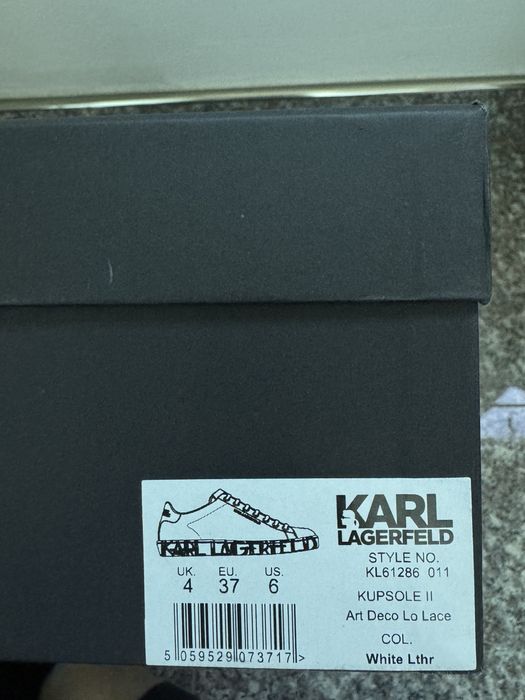 KARL
LAGERFELD
KARL LAGERFELD
STYLE NO.
KL61286 011
UK. EU. US.
4 37 6
KUPSOLE II
Art Deco Lo Lace
COL.
White Lthr
5 059529 073717 >